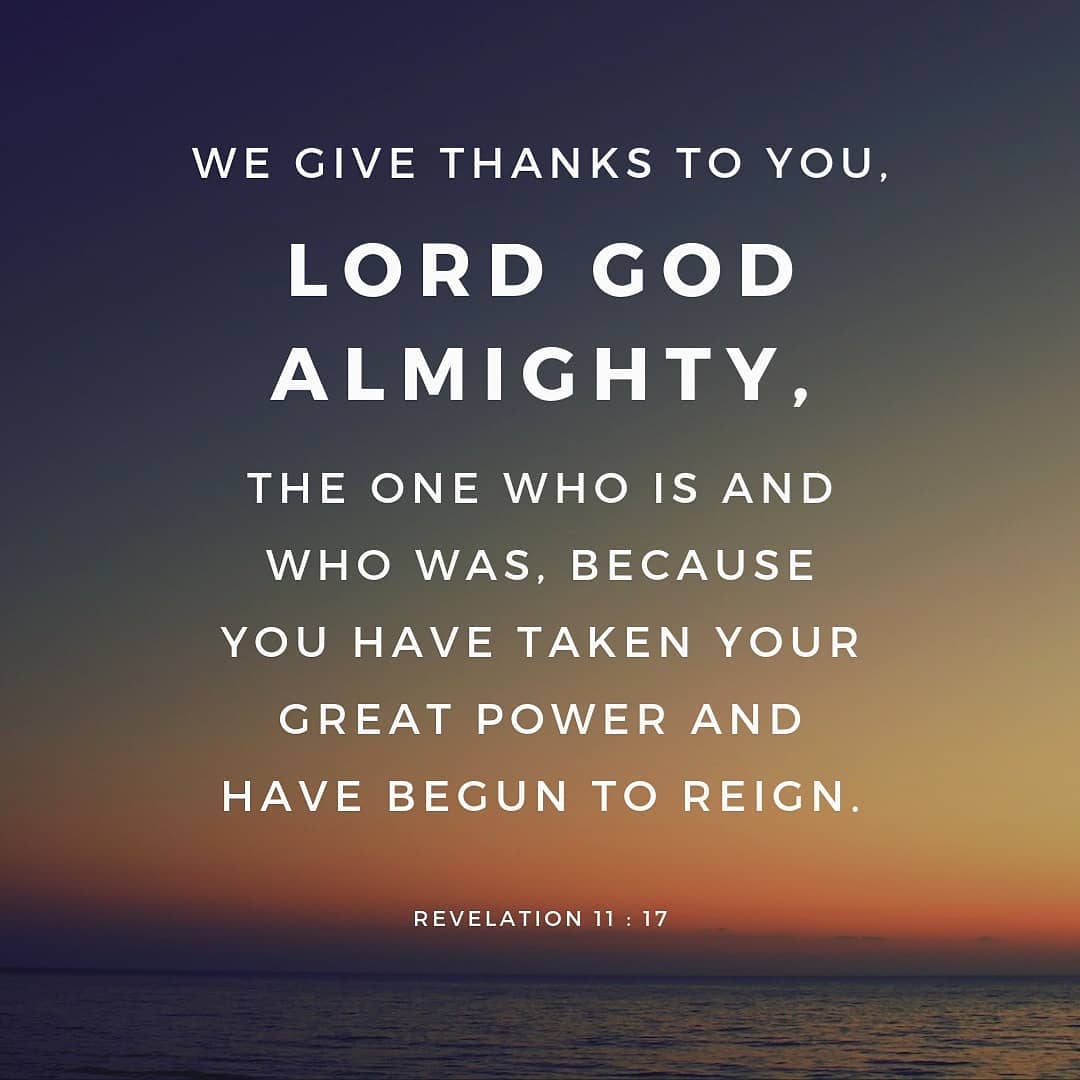 WE GIVE THANKS TO YOU,
LORD GOD
ALMIGHTY,
THE ONE WHO IS AND
WHO WAS, BECAUSE
YOU HAVE TAKEN YOUR
GREAT POWER AND
HAVE BEGUN TO REIGN.
REVELATION 11 : 17